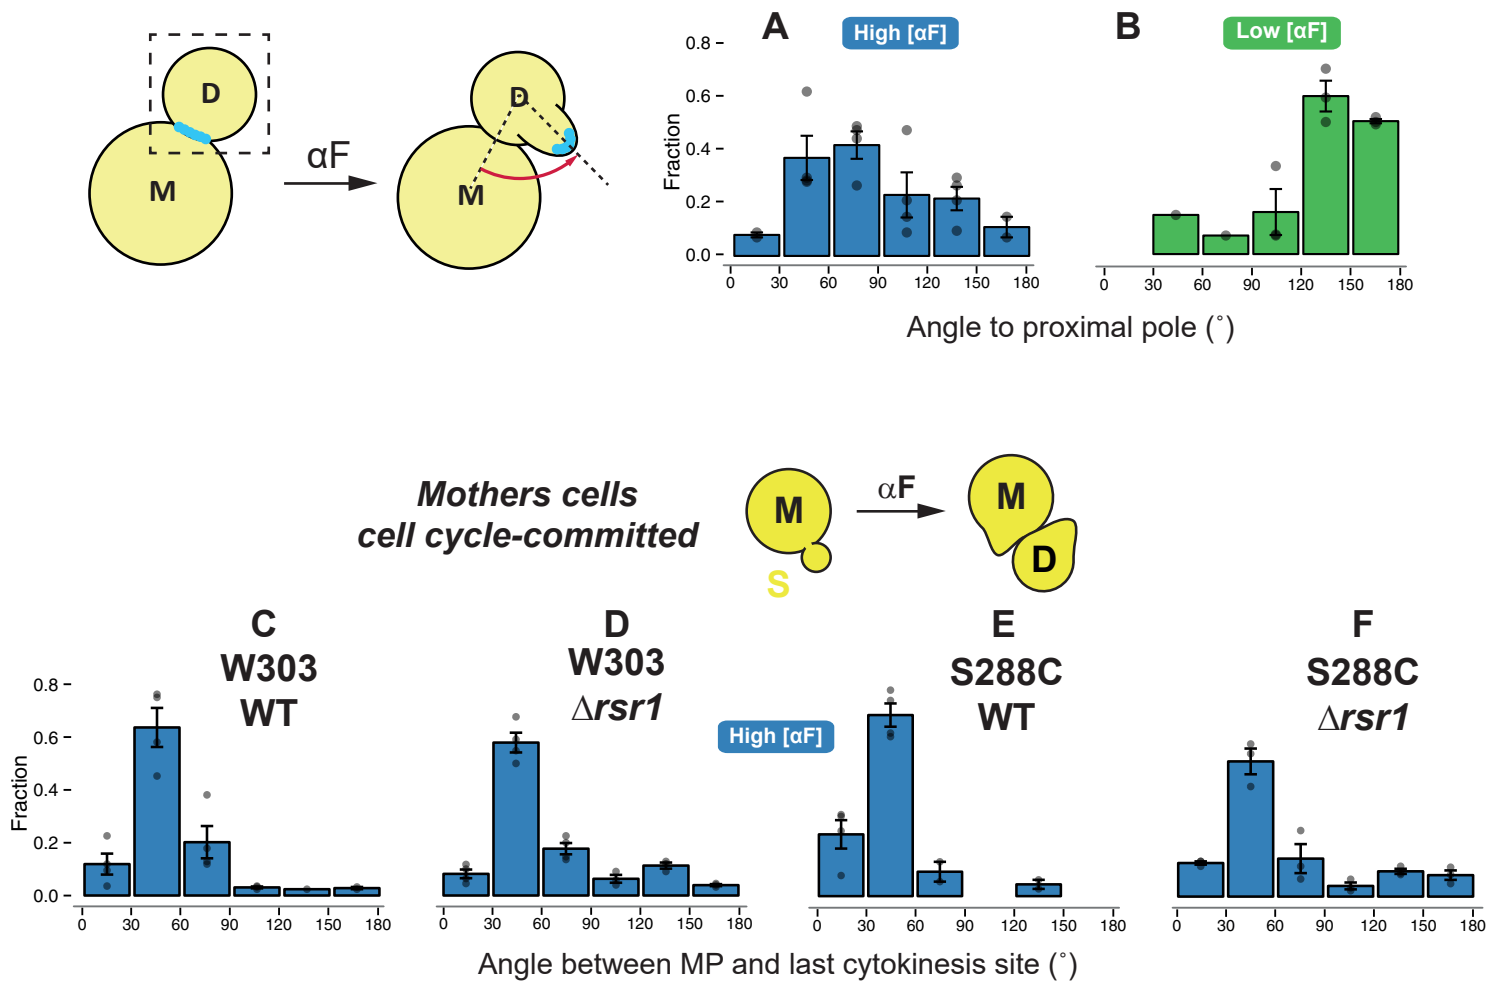 D
M
αF
D
M
A
High [αF]
B
Low [αF]
Fraction
0.8
0.6
0.4
0.2
0.0
0 30 60 90 120 150 180
0 30 60 90 120 150 180
Angle to proximal pole (°)
Mothers cells
cell cycle-committed
M
S
αF
M
D
C
W303
WT
D
W303
Δrsr1
E
S288C
WT
F
S288C
Δrsr1
High [αF]
Fraction
0.8
0.6
0.4
0.2
0.0
0 30 60 90 120 150 180
0 30 60 90 120 150 180
0 30 60 90 120 150 180
0 30 60 90 120 150 180
Angle between MP and last cytokinesis site (°)